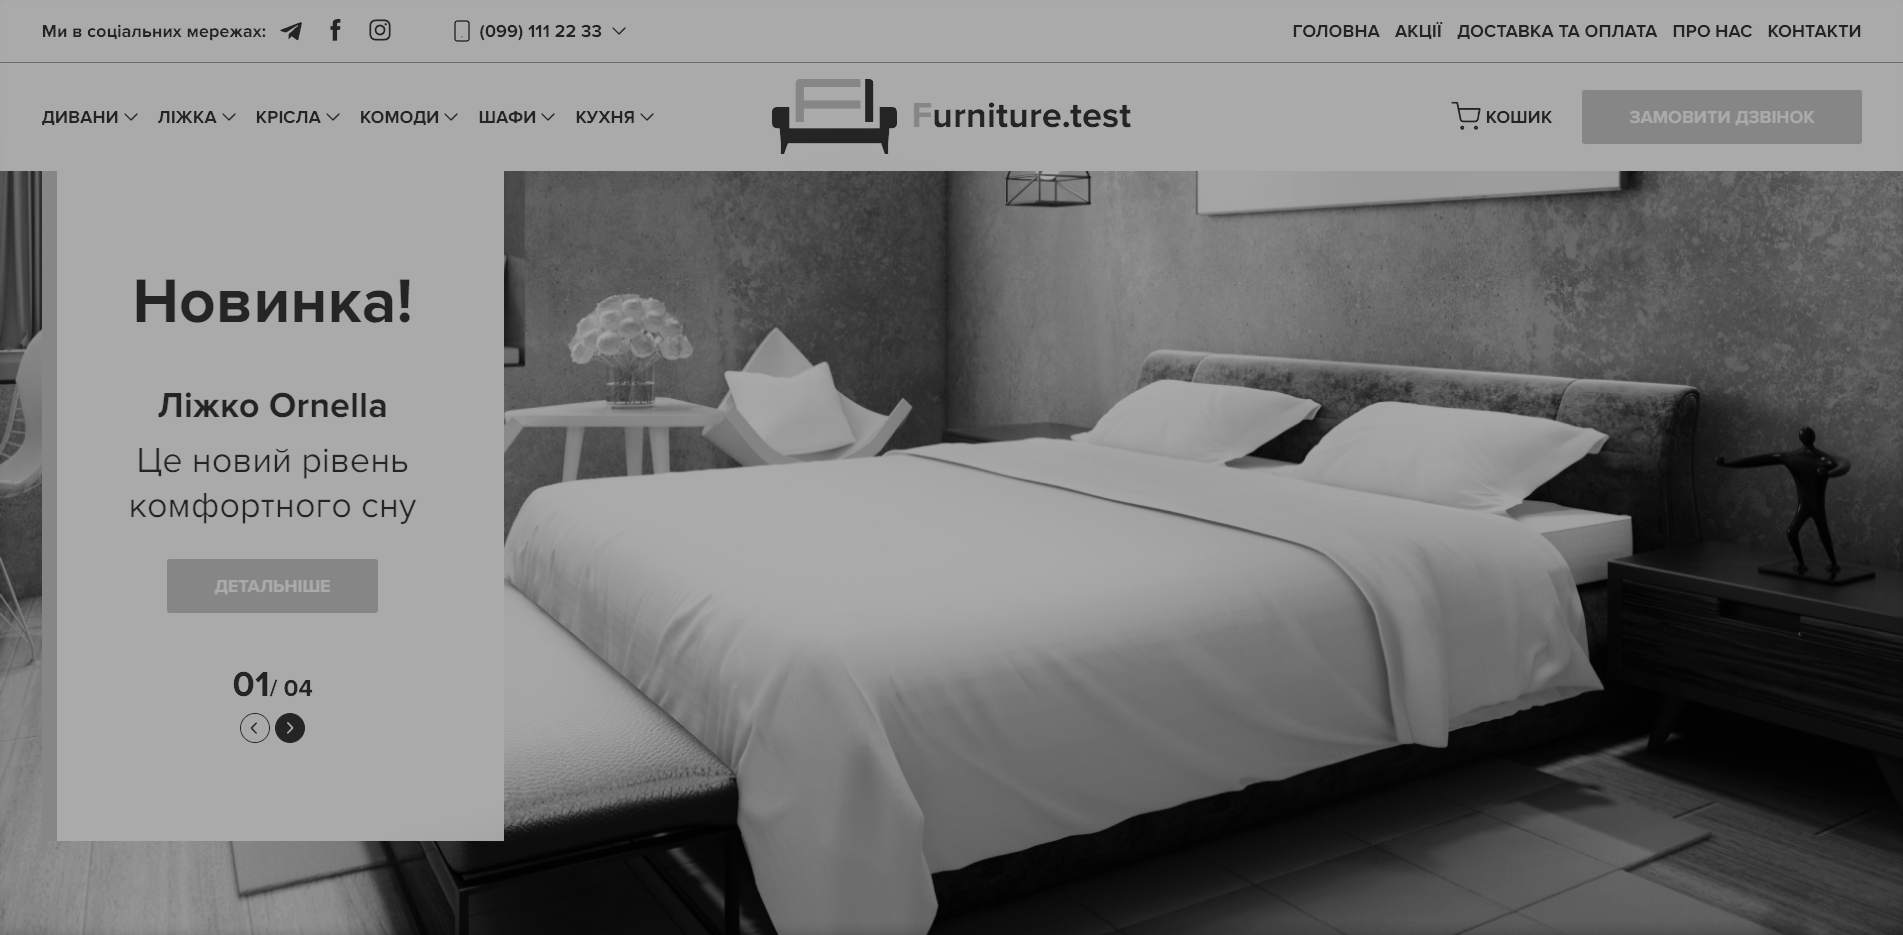 Ми в соціальних мережах:
(099) 111 22 33
ГОЛОВНА АКЦІЇ ДОСТАВКА ТА ОПЛАТА ПРО НАС КОНТАКТИ
ДИВАНИ ЛІЖКА КРІСЛА КОМОДИ ШАФИ КУХНЯ
Furniture.test
КОШИК
ЗАМОВИТИ ДЗВІНОК
Новинка!
Ліжко Ornella
Це новий рівень
комфортного сну
ДЕТАЛЬНІШЕ
01/ 04